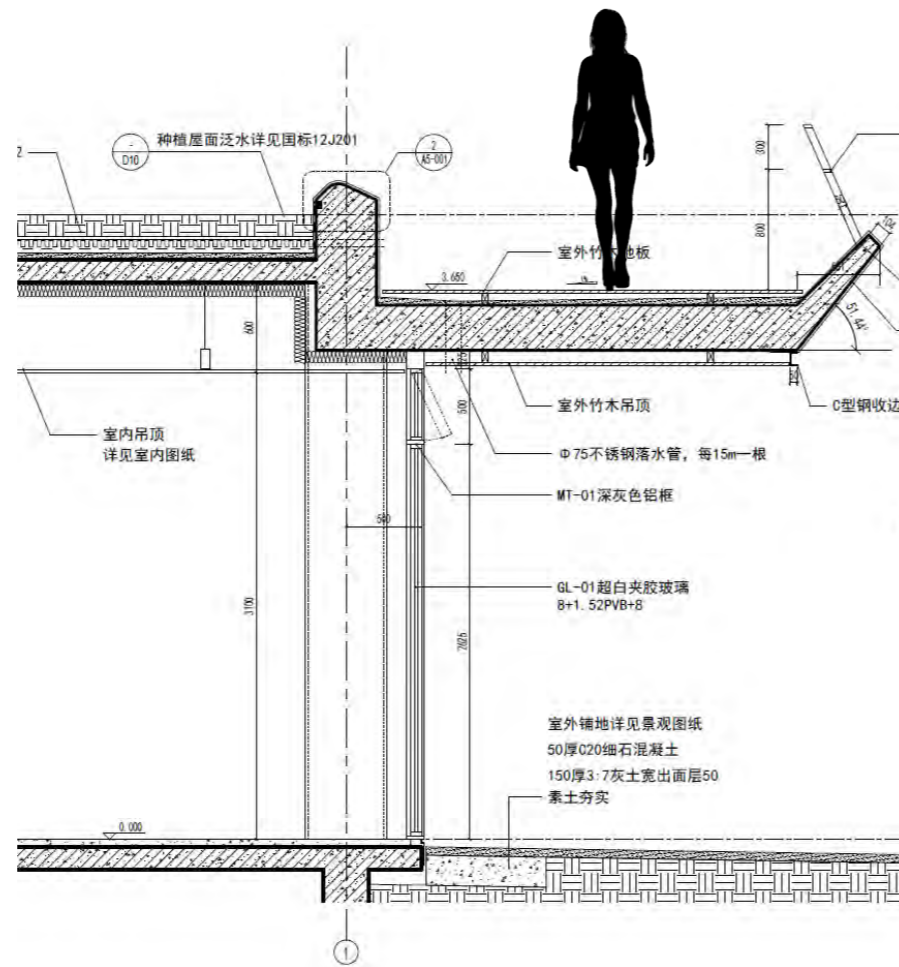 种植屋面泛水详见国标12J201
-
D10
2
A5-001
2
300
800
104
室外竹木地板
3.650
51.44°
600
125
500
室外竹木吊顶
C型钢收边
室内吊顶
详见室内图纸
Φ75不锈钢落水管，每15m一根
MT-01深灰色铝框
540
GL-01超白夹胶玻璃
8+1.52PVB+8
3100
2625
室外铺地详见景观图纸
50厚C20细石混凝土
150厚3:7灰土宽出面层50
素土夯实
0.000
1